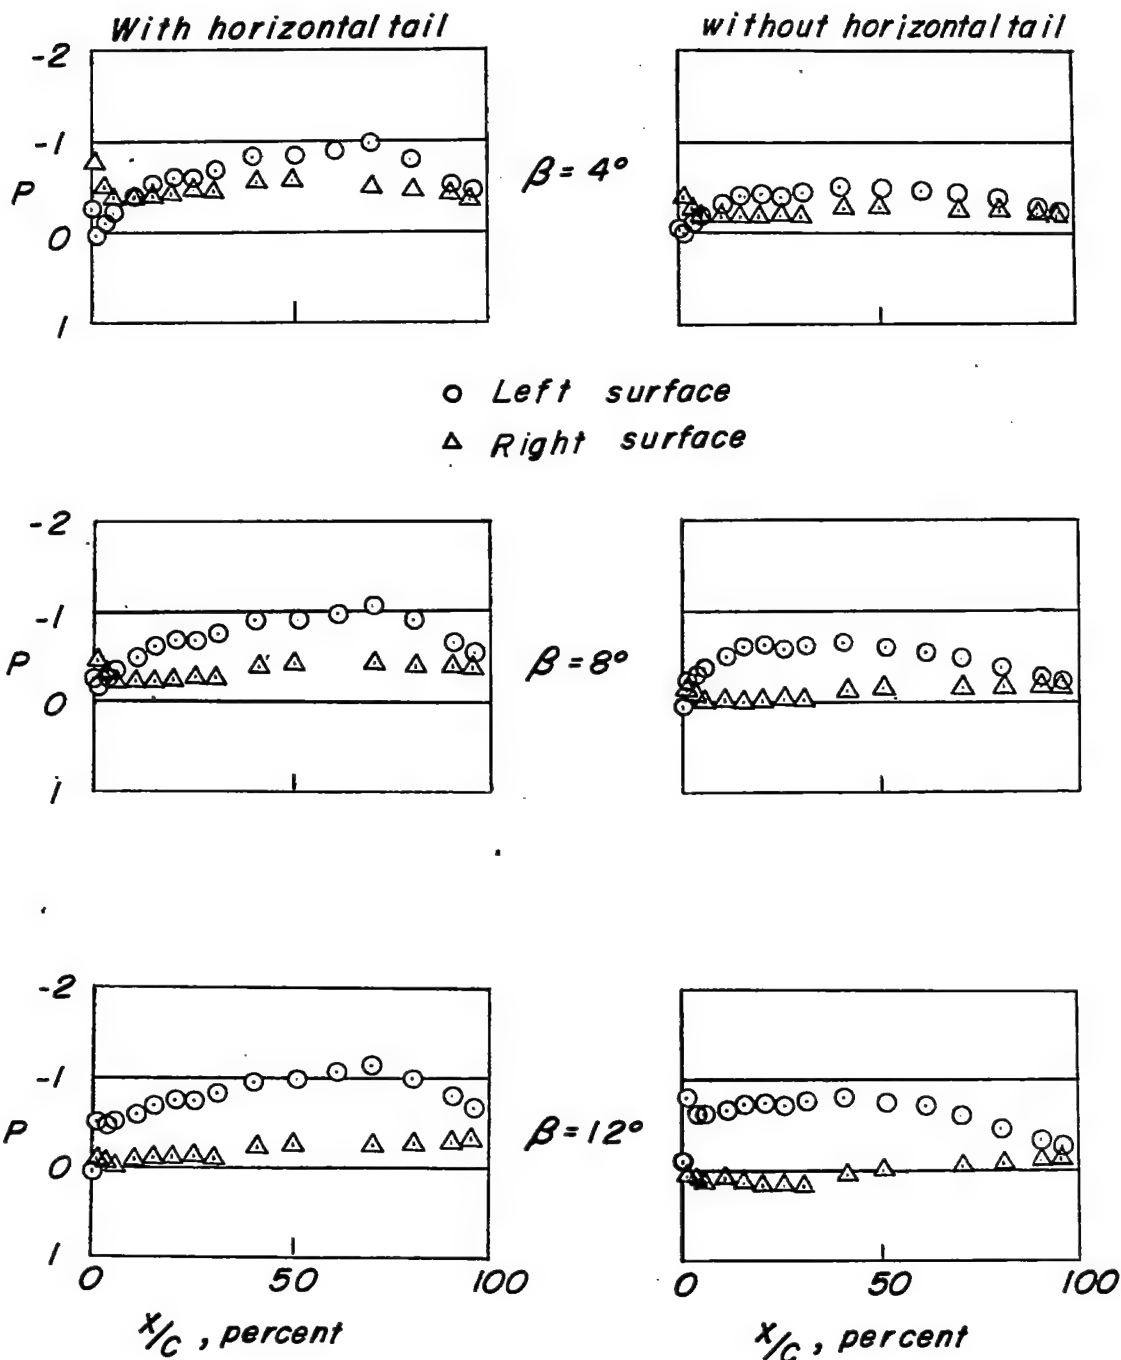 With horizontal tail
without horizontal tail
-2
-1
P
0
1
β = 4°
○ Left surface
△ Right surface
-2
-1
P
0
1
β = 8°
-2
-1
P
0
1
β = 12°
0 50 100
0 50 100
x/c, percent
x/c, percent